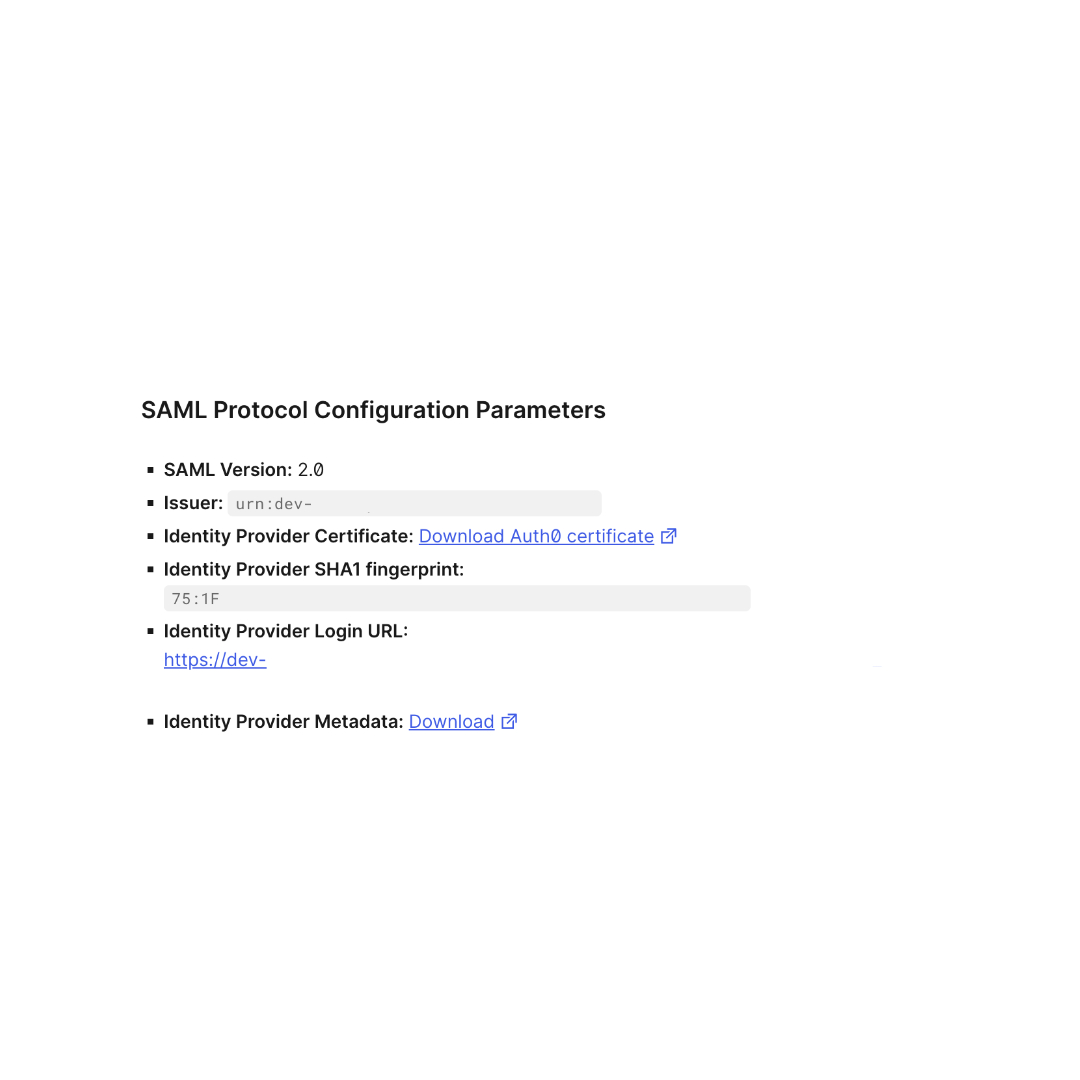 SAML Protocol Configuration Parameters
▪ SAML Version: 2.0
▪ Issuer: urn:dev-
▪ Identity Provider Certificate: Download Auth0 certificate
▪ Identity Provider SHA1 fingerprint:
75:1F
▪ Identity Provider Login URL:
https://dev-
▪ Identity Provider Metadata: Download